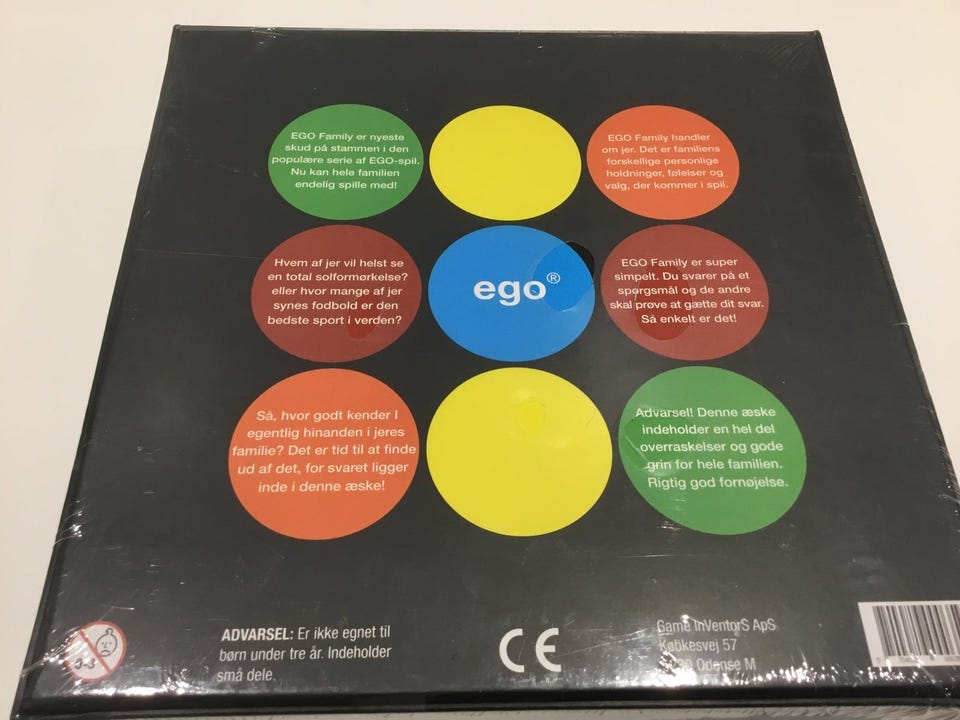 EGO Family er nyeste
skud på stammen i den
populære serie af EGO-spil.
Nu kan hele familien
endelig spille med!
EGO Family handler
om jer. Det er familiens
forskellige personlige
holdninger, følelser og
valg, der kommer i spil.
Hvem af jer vil helst se
en total solformørkelse?
eller hvor mange af jer
synes fodbold er den
bedste sport i verden?
ego®
EGO Family er super
simpelt. Du svarer på et
spørgsmål og de andre
skal prøve at gætte dit svar.
Så enkelt er det!
Så, hvor godt kender I
egentlig hinanden i jeres
familie? Det er tid til at finde
ud af det, for svaret ligger
inde i denne æske!
Advarsel! Denne æske
indeholder en hel del
overraskelser og gode
grin for hele familien.
Rigtig god fornøjelse.
0-3
ADVARSEL: Er ikke egnet til
børn under tre år. Indeholder
små dele.
CE
Game InVentorS ApS
Købkesvej 57
Odense M